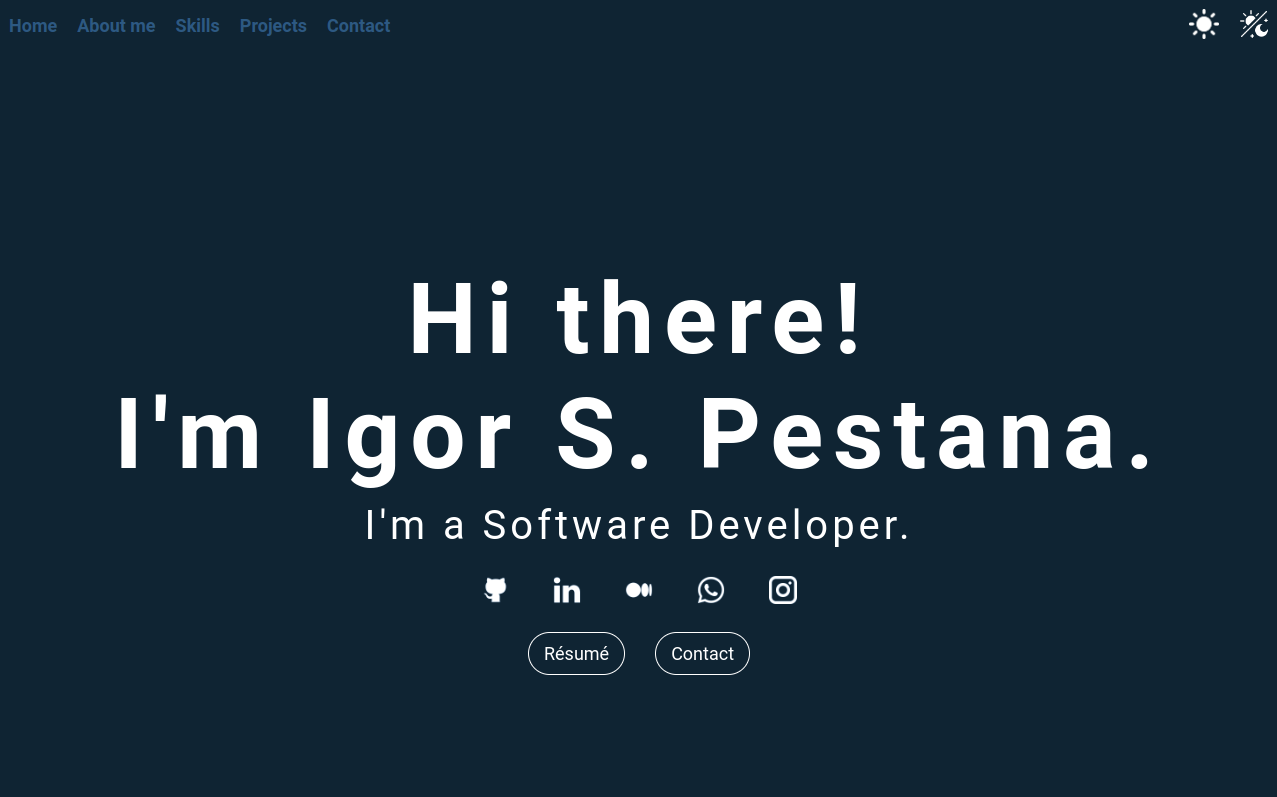 Home About me Skills Projects Contact
Hi there!
I'm Igor S. Pestana.
I'm a Software Developer.
Résumé Contact